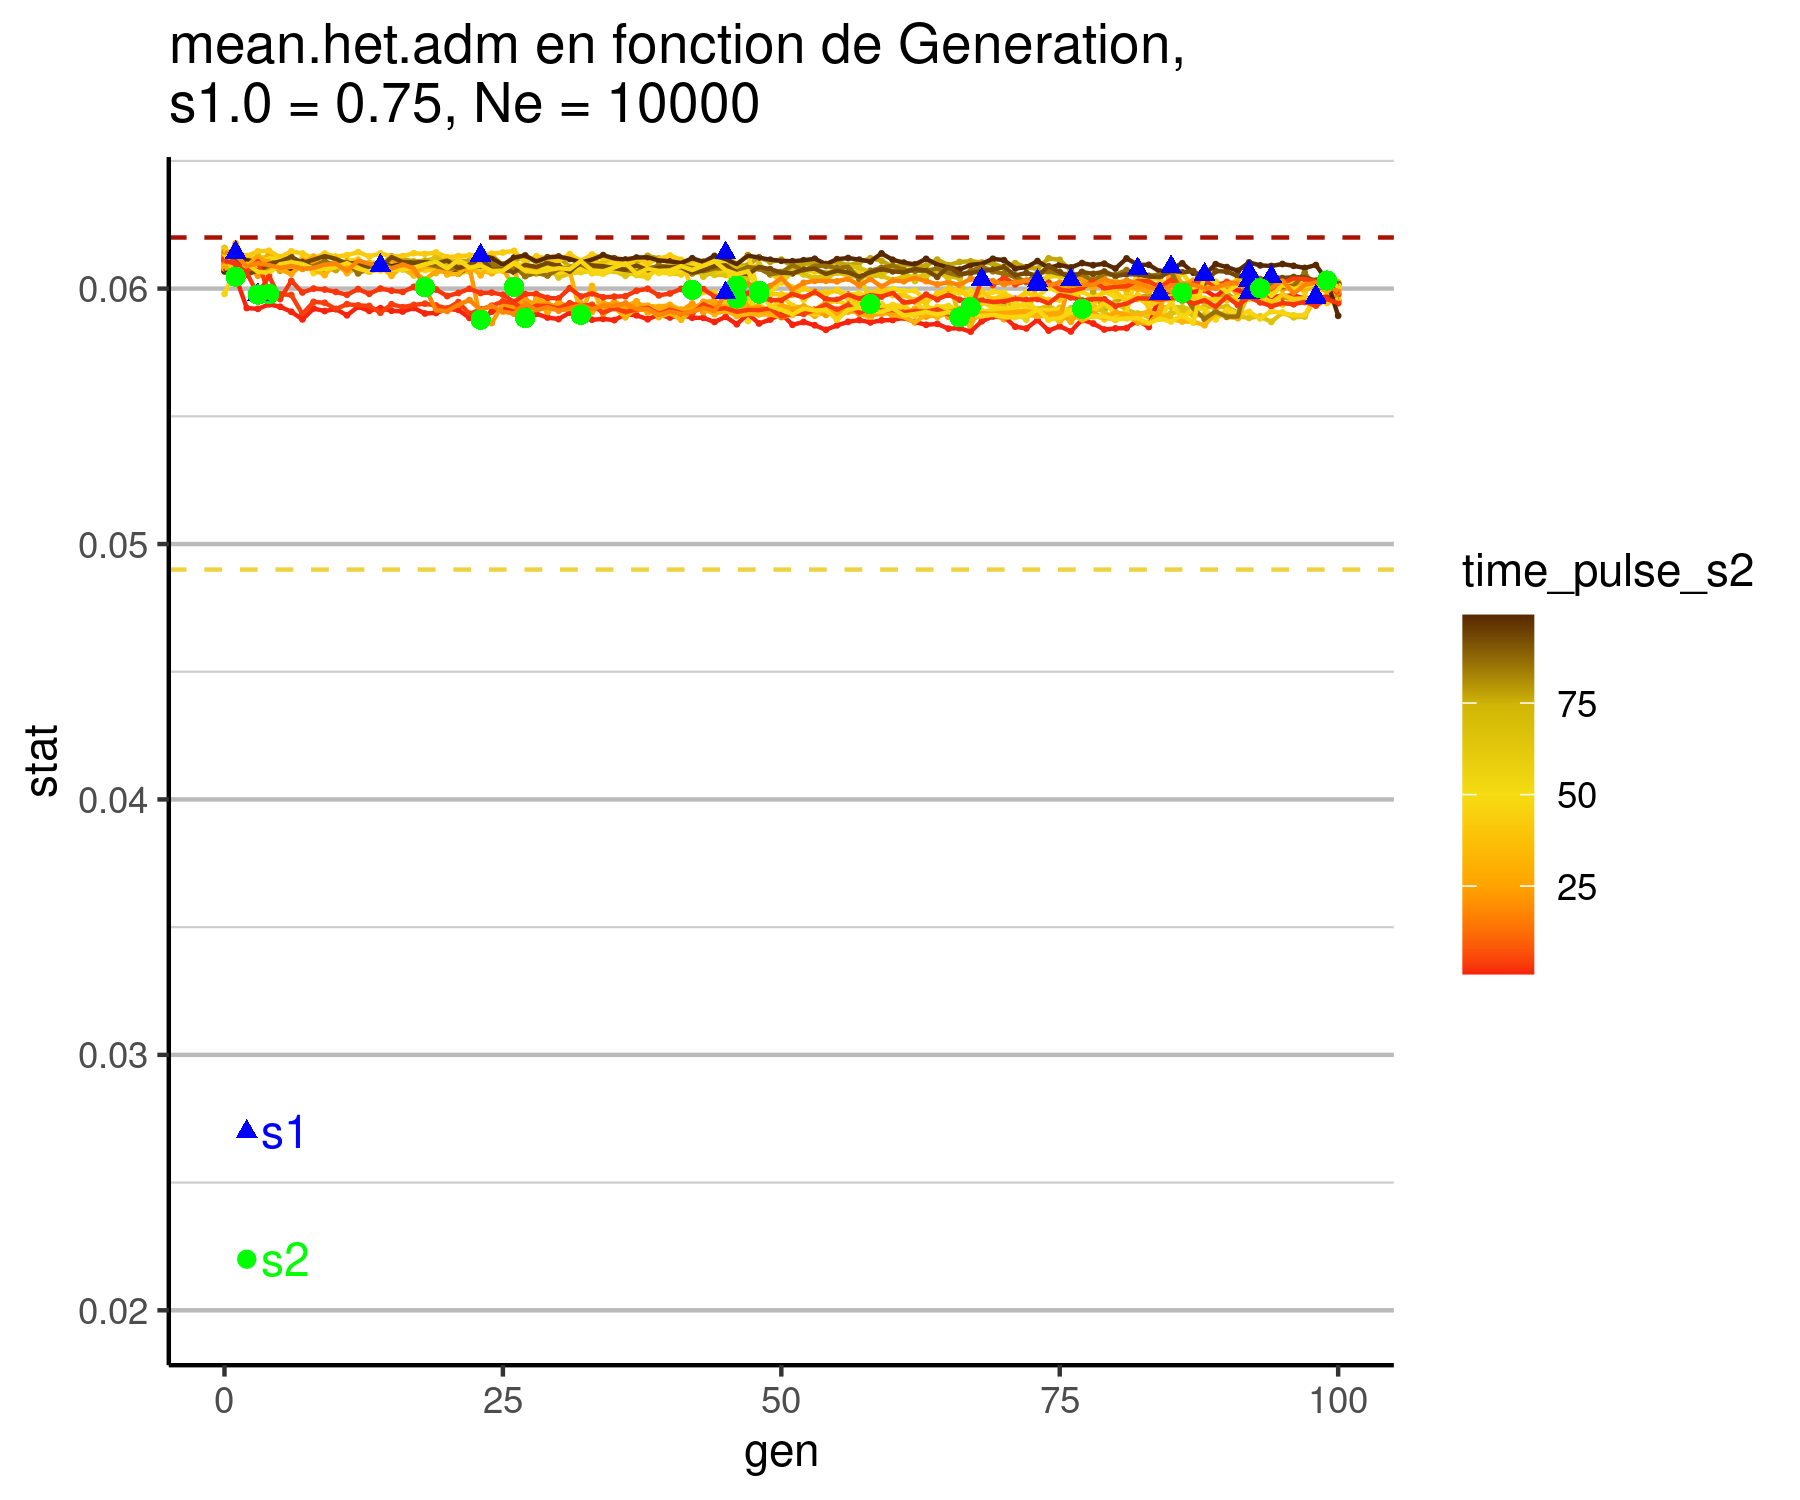 mean.het.adm en fonction de Generation,
s1.0 = 0.75, Ne = 10000
stat
0.06
0.05
0.04
0.03
0.02
s1
s2
0
25
50
75
100
gen
time_pulse_s2
75
50
25